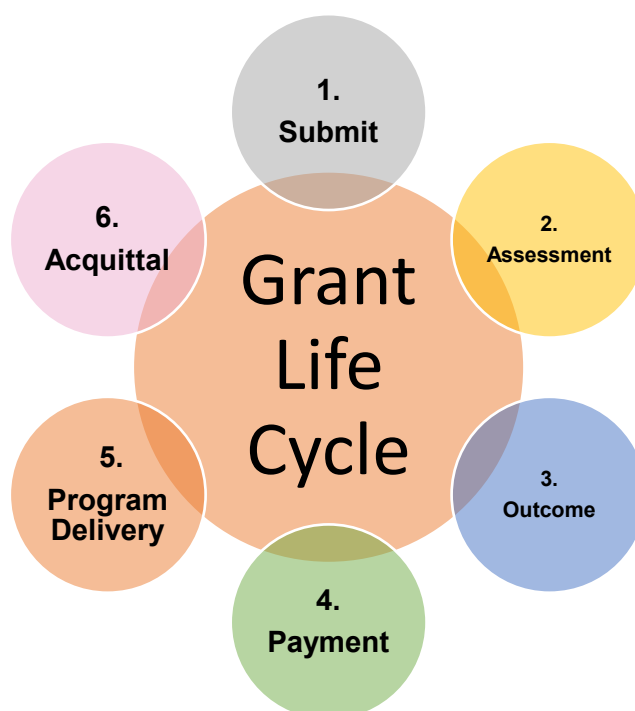 1.
Submit
2.
Assessment
3.
Outcome
4.
Payment
5.
Program
Delivery
6.
Acquittal
Grant
Life
Cycle